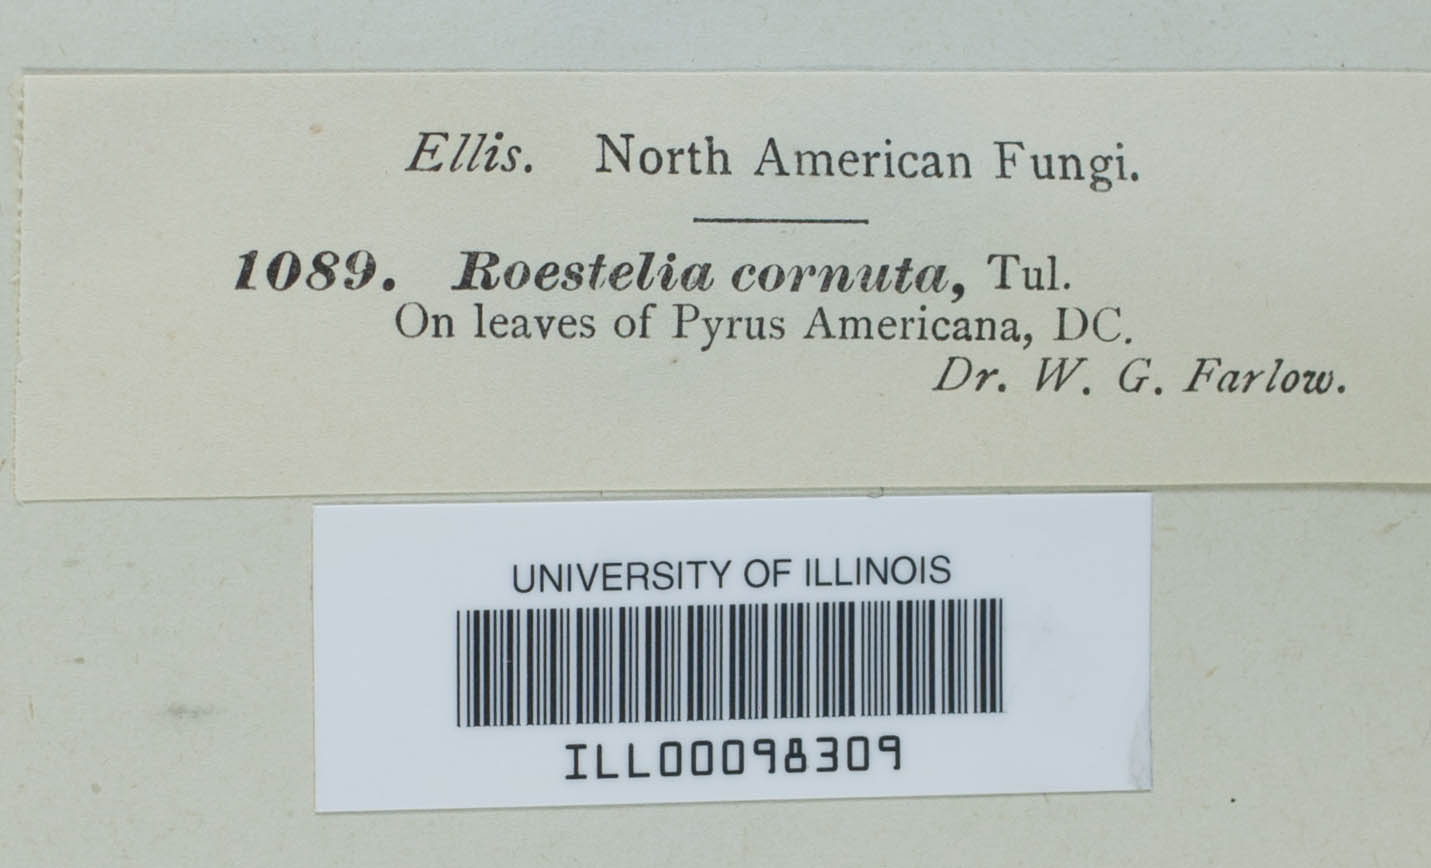 Ellis. North American Fungi.
1089. Roestelia cornuta, Tul.
On leaves of Pyrus Americana, DC.
Dr. W. G. Farlow.
UNIVERSITY OF ILLINOIS
ILL00098309